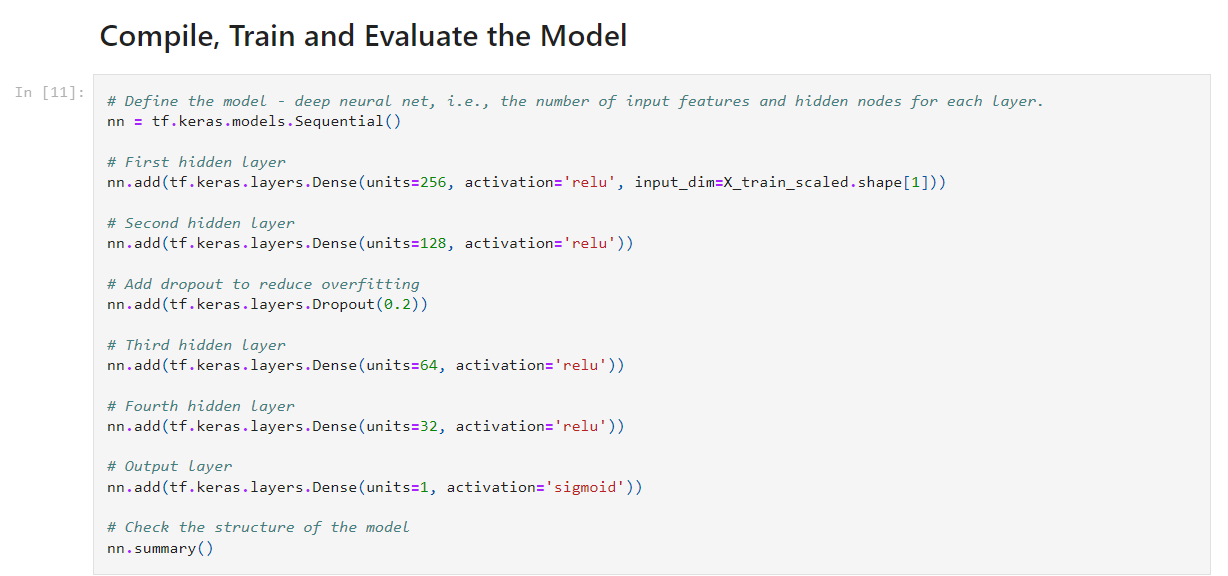 Compile, Train and Evaluate the Model
In [11]:
# Define the model - deep neural net, i.e., the number of input features and hidden nodes for each layer.
nn = tf.keras.models.Sequential()
# First hidden layer
nn.add(tf.keras.layers.Dense(units=256, activation='relu', input_dim=X_train_scaled.shape[1]))
# Second hidden layer
nn.add(tf.keras.layers.Dense(units=128, activation='relu'))
# Add dropout to reduce overfitting
nn.add(tf.keras.layers.Dropout(0.2))
# Third hidden layer
nn.add(tf.keras.layers.Dense(units=64, activation='relu'))
# Fourth hidden layer
nn.add(tf.keras.layers.Dense(units=32, activation='relu'))
# Output layer
nn.add(tf.keras.layers.Dense(units=1, activation='sigmoid'))
# Check the structure of the model
nn.summary()